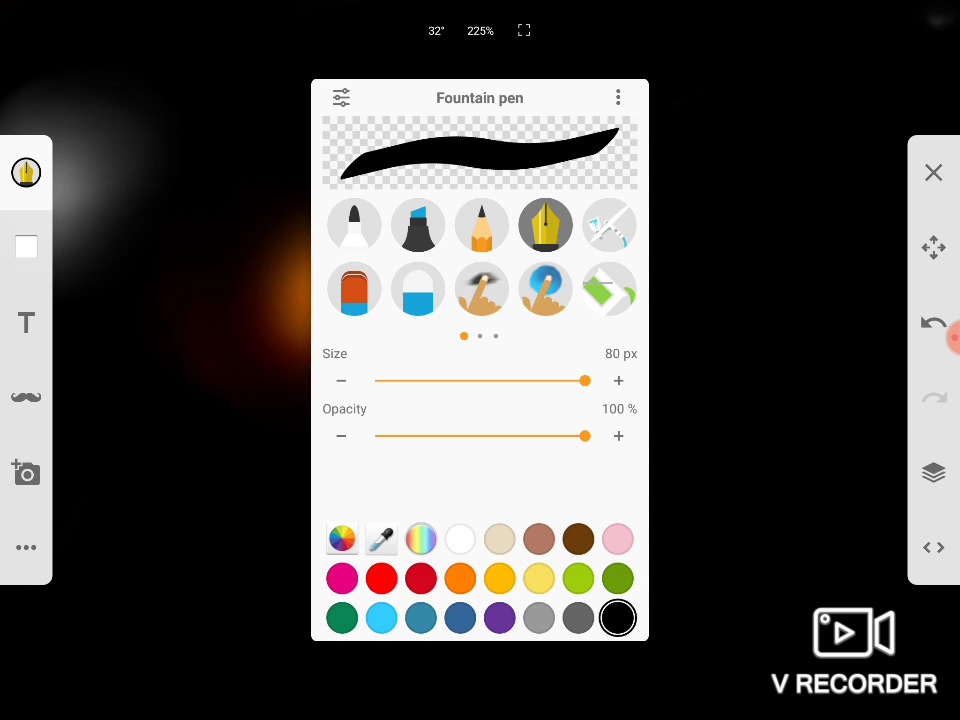 32° 225%
Fountain pen
Size 80 px
Opacity 100 %
T
V RECORDER